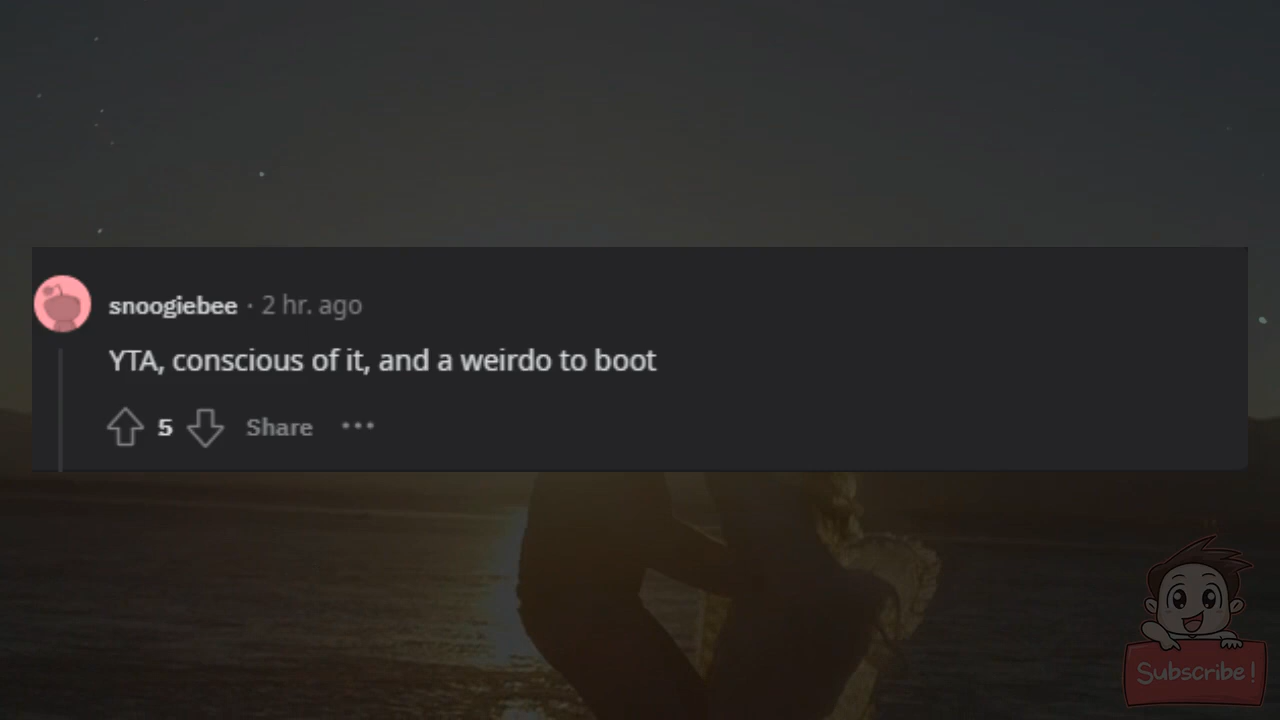 snoogiebee · 2 hr. ago
YTA, conscious of it, and a weirdo to boot
5 Share ···
Subscribe!